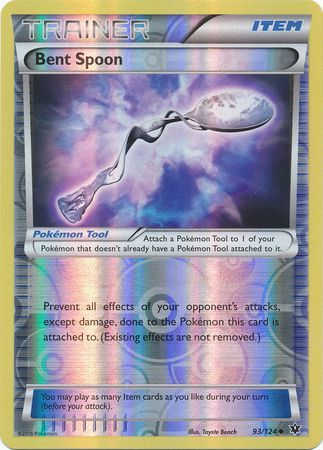 TRAINER ITEM
Bent Spoon
Pokémon Tool
Attach a Pokémon Tool to 1 of your
Pokémon that doesn't already have a Pokémon Tool attached to it.
Prevent all effects of your opponent's attacks,
except damage, done to the Pokémon this card is
attached to. (Existing effects are not removed.)
You may play as many Item cards as you like during your turn
(before your attack).
©2016 Pokémon Illus. Toyste Beach 93/124